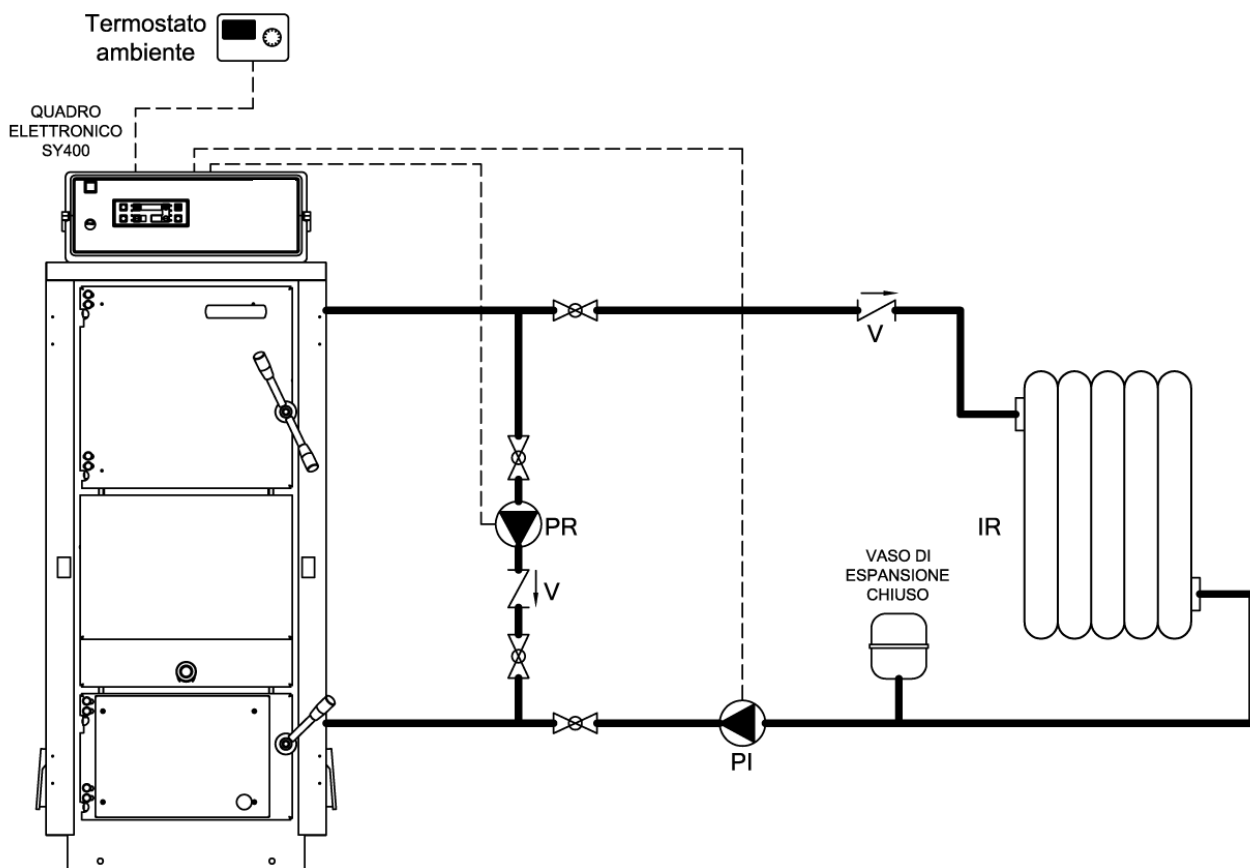 Termostato
ambiente
QUADRO
ELETTRONICO
SY400
V
PR
IR
V
VASO DI
ESPANSIONE
CHIUSO
PI